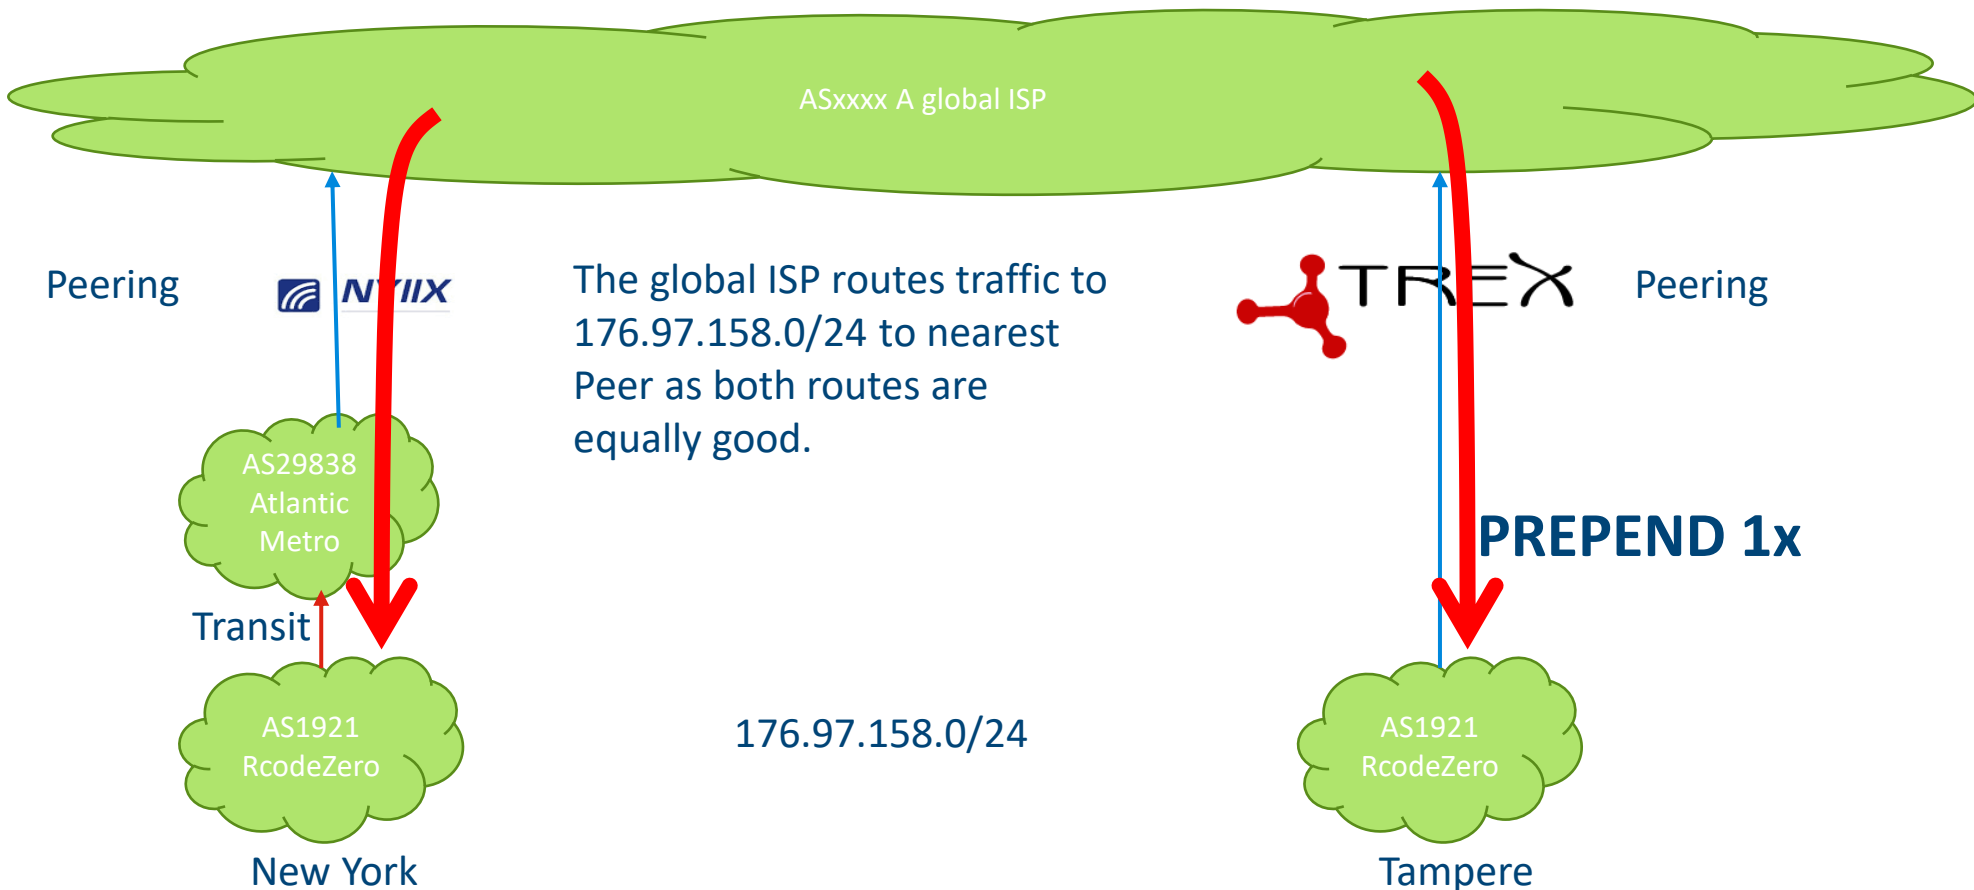 ASxxxx A global ISP
Peering
NYIIX
The global ISP routes traffic to
176.97.158.0/24 to nearest
Peer as both routes are
equally good.
TREX
Peering
AS29838
Atlantic
Metro
PREPEND 1x
Transit
AS1921
RcodeZero
176.97.158.0/24
AS1921
RcodeZero
New York
Tampere